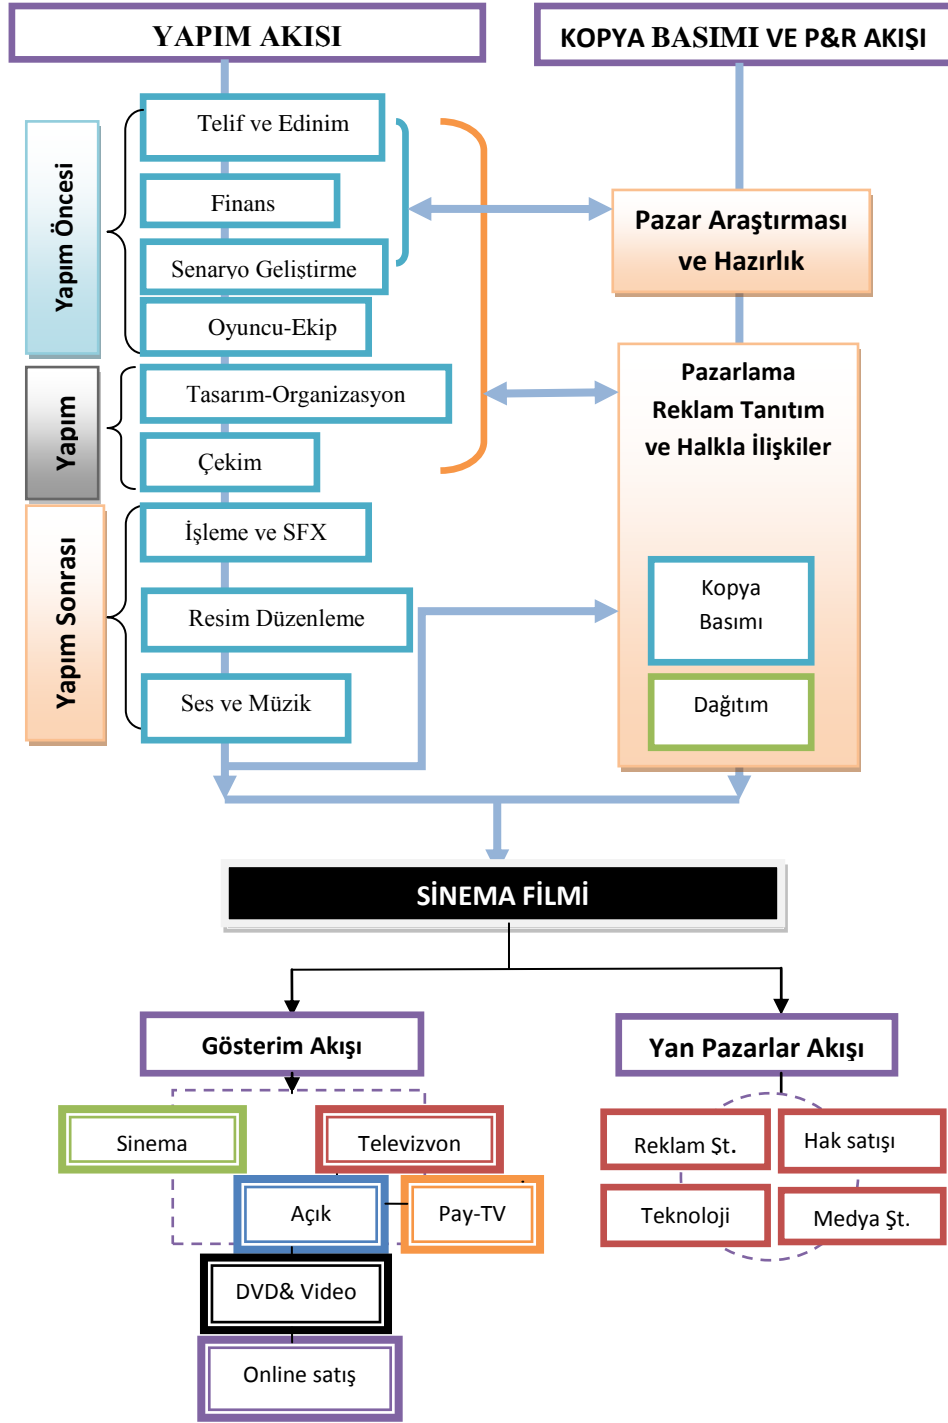 YAPIM AKISI
KOPYA BASIMI VE P&R AKIŞI
Yapım Öncesi
Telif ve Edinim
Finans
Senaryo Geliştirme
Oyuncu-Ekip
Yapım
Tasarım-Organizasyon
Çekim
Yapım Sonrası
İşleme ve SFX
Resim Düzenleme
Ses ve Müzik
Pazar Araştırması
ve Hazırlık
Pazarlama
Reklam Tanıtım
ve Halkla İlişkiler
Kopya
Basımı
Dağıtım
SİNEMA FİLMİ
Gösterim Akışı
Yan Pazarlar Akışı
Sinema
Televizyon
Açık
Pay-TV
DVD& Video
Online satış
Reklam Şt.
Hak satışı
Teknoloji
Medya Şt.